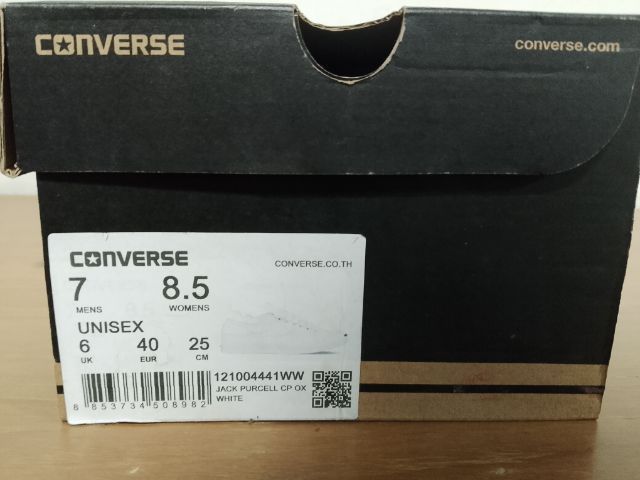 CONVERSE
converse.com
CONVERSE
CONVERSE.CO.TH
7 8.5
MENS WOMENS
UNISEX
6 40 25
UK EUR CM
121004441WW
JACK PURCELL CP OX
WHITE
8 853734 508982